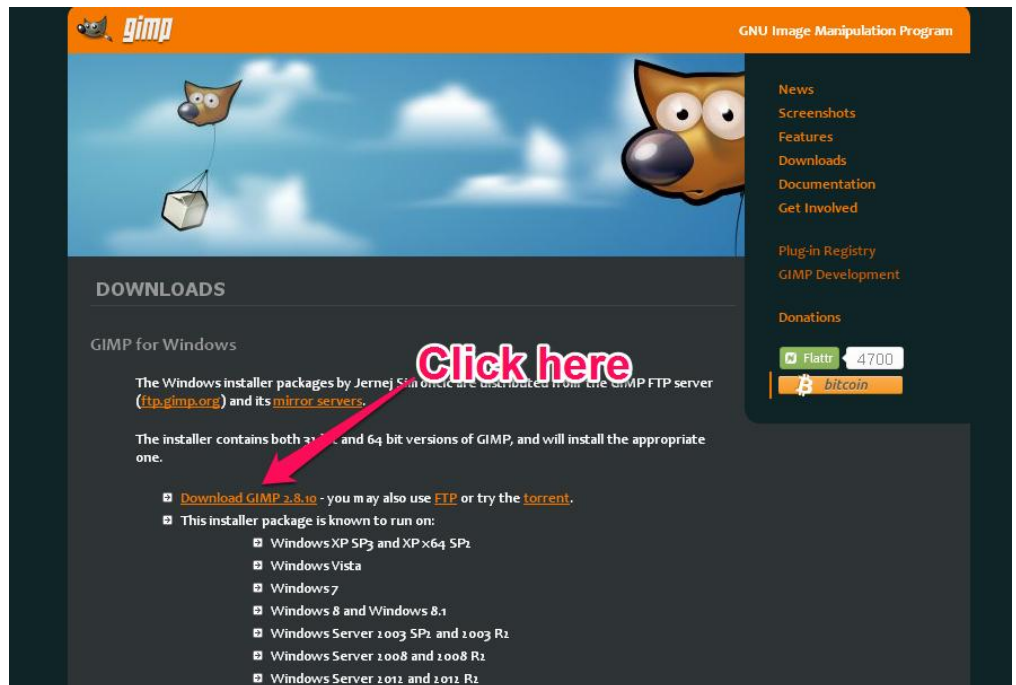 gimp
GNU Image Manipulation Program
News
Screenshots
Features
Downloads
Documentation
Get Involved
Plug-in Registry
GIMP Development
Donations
Flattr 4700
bitcoin
DOWNLOADS
GIMP for Windows
Click here
The Windows installer packages by Jernej are distributed from the GIMP FTP server
(ftp.gimp.org) and its mirror servers.
The installer contains both and 64 bit versions of GIMP, and will install the appropriate
one.
Download GIMP 2.8.10 - you may also use FTP or try the torrent.
This installer package is known to run on:
Windows XP SP3 and XP x64 SP2
Windows Vista
Windows 7
Windows 8 and Windows 8.1
Windows Server 2003 SP2 and 2003 R2
Windows Server 2008 and 2008 R2
Windows Server 2012 and 2012 R2